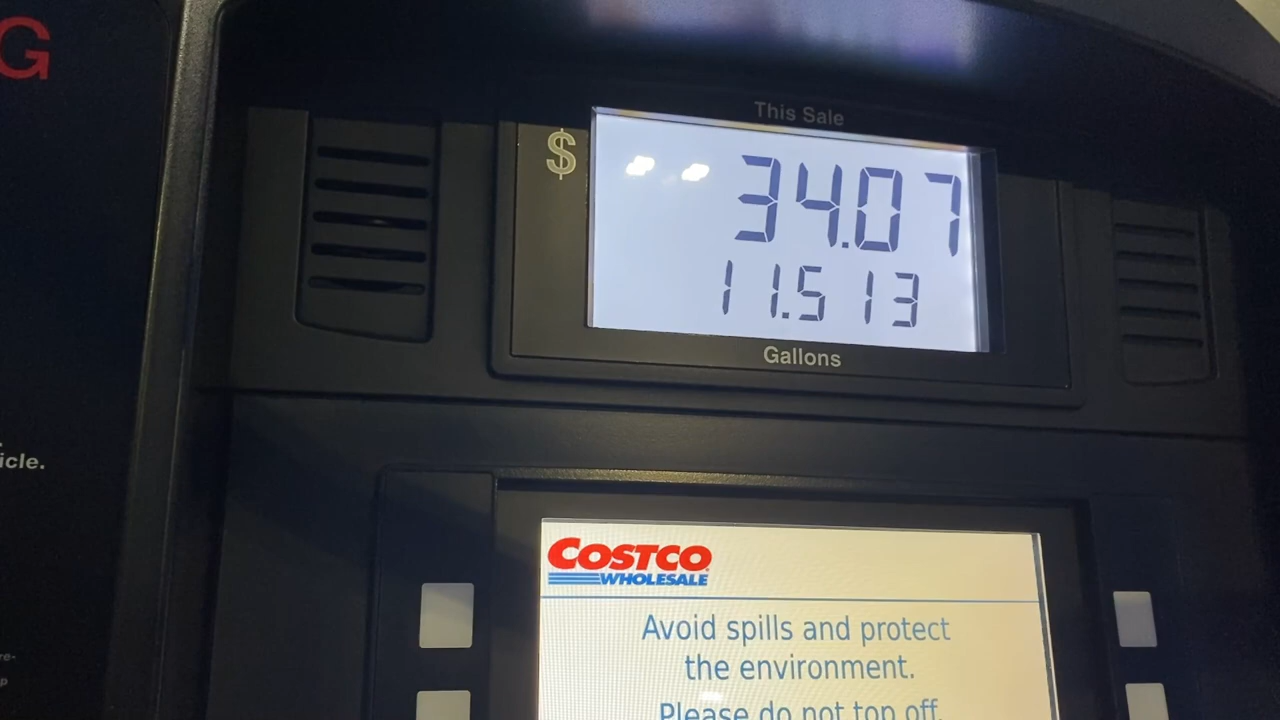 G
This Sale
$
34.07
11.513
Gallons
icle.
re-
p
COSTCO
WHOLESALE
Avoid spills and protect
the environment.
Please do not top off.